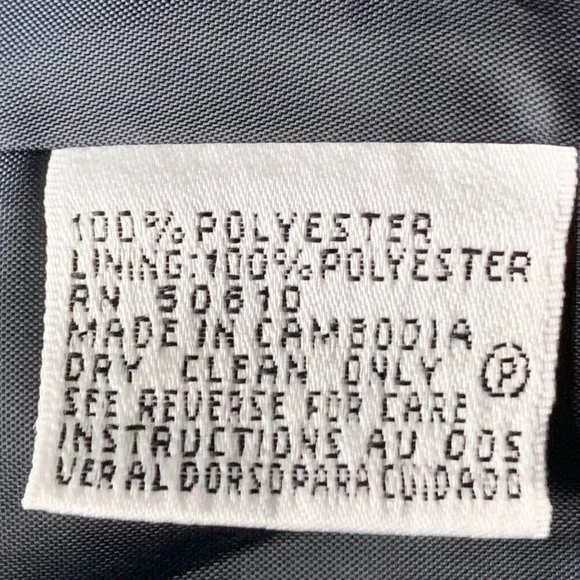 100% POLYESTER
LINING:100% POLYESTER
RN 50610
MADE IN CAMBODIA
DRY CLEAN ONLY Ⓟ
SEE REVERSE FOR CARE
INSTRUCTIONS AU DOS
VER AL DORSO PARA CUIDADO